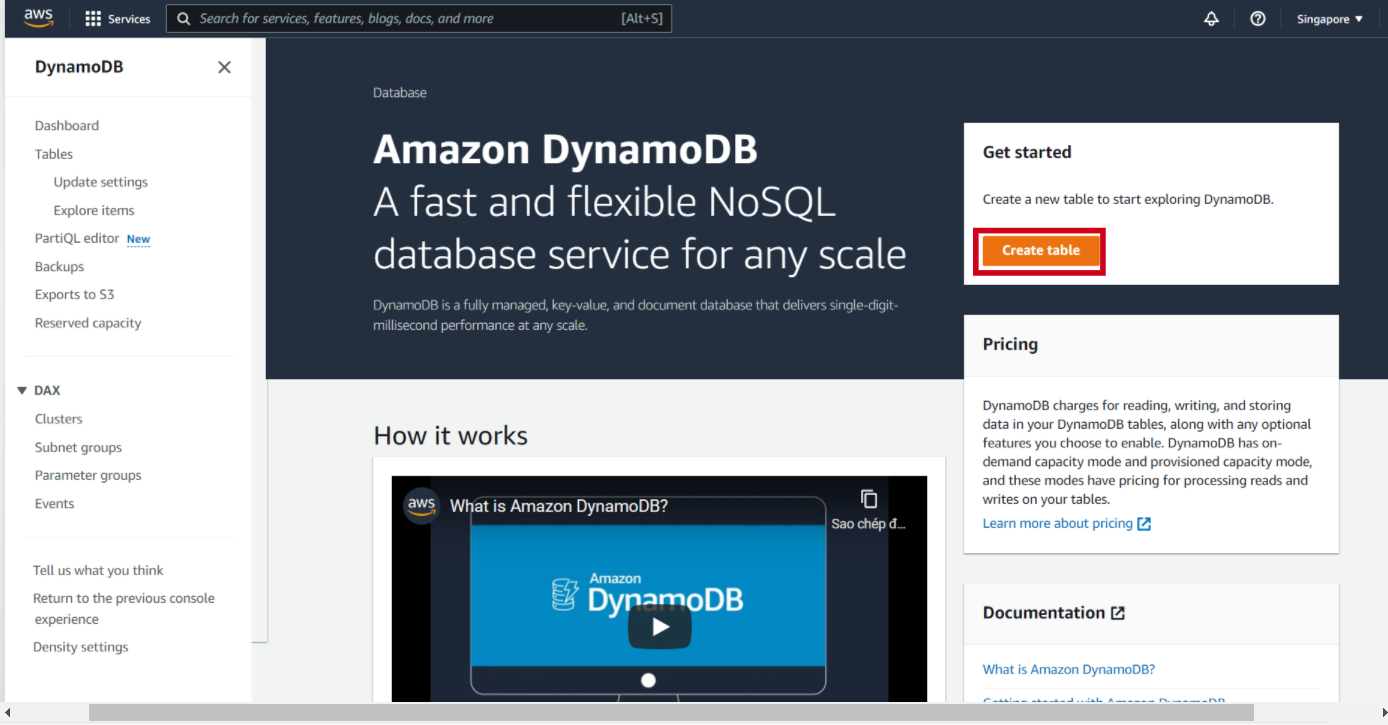 aws
Services
Search for services, features, blogs, docs, and more
[Alt+S]
Singapore ▼
DynamoDB
Dashboard
Tables
Update settings
Explore items
PartiQL editor New
Backups
Exports to S3
Reserved capacity
DAX
Clusters
Subnet groups
Parameter groups
Events
Tell us what you think
Return to the previous console
experience
Density settings
Database
Amazon DynamoDB
A fast and flexible NoSQL
database service for any scale
DynamoDB is a fully managed, key-value, and document database that delivers single-digit-
millisecond performance at any scale.
Get started
Create a new table to start exploring DynamoDB.
Create table
Pricing
DynamoDB charges for reading, writing, and storing
data in your DynamoDB tables, along with any optional
features you choose to enable. DynamoDB has on-
demand capacity mode and provisioned capacity mode,
and these modes have pricing for processing reads and
writes on your tables.
Learn more about pricing
How it works
aws
What is Amazon DynamoDB?
Sao chép đ...
Amazon
DynamoDB
Documentation
What is Amazon DynamoDB?
Getting started with Amazon DynamoDB